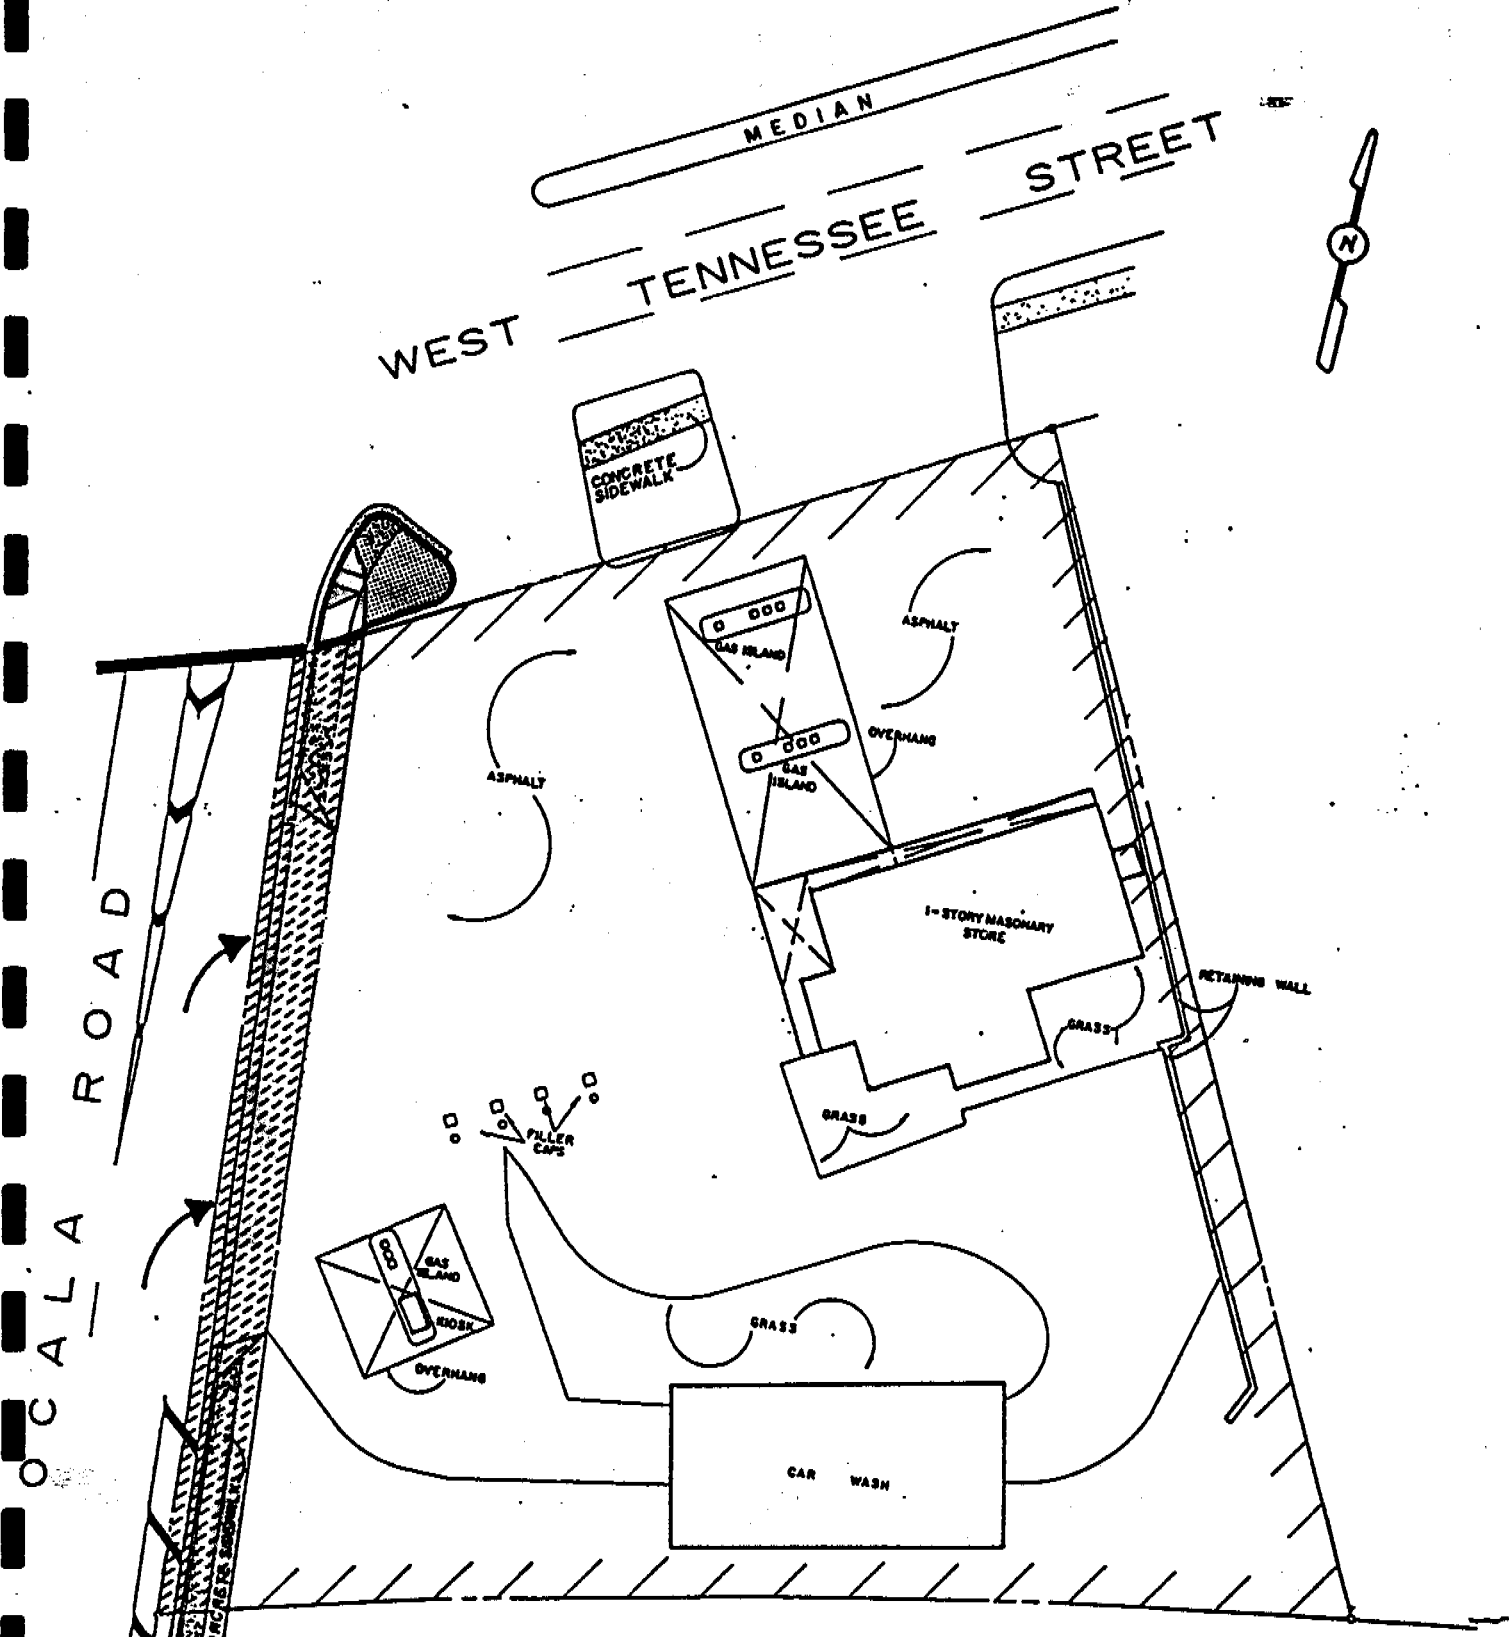 MEDIAN
WEST TENNESSEE STREET
N
CONCRETE
SIDEWALK
GAS ISLAND
ASPHALT
OVERHANG
GAS
ISLAND
ASPHALT
1-STORY MASONARY
STORE
RETAINING WALL
GRASS
GRASS
FILLER
CAPS
OCALA ROAD
GAS
ISLAND
KIOSK
OVERHANG
GRASS
CAR WASH
SIDEWALK